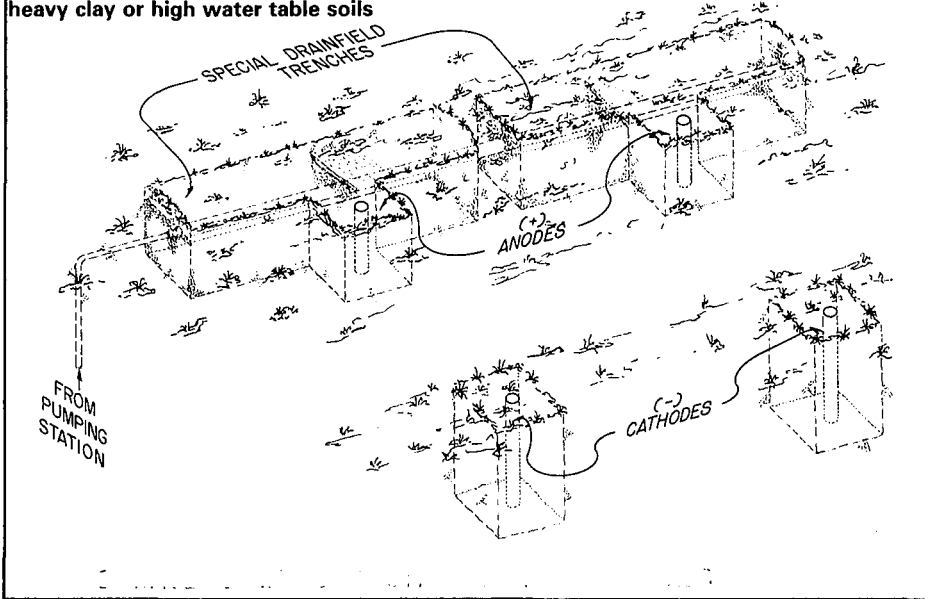 heavy clay or high water table soils
SPECIAL DRAINFIELD
TRENCHES
(+)
ANODES
(-)
CATHODES
FROM
PUMPING
STATION